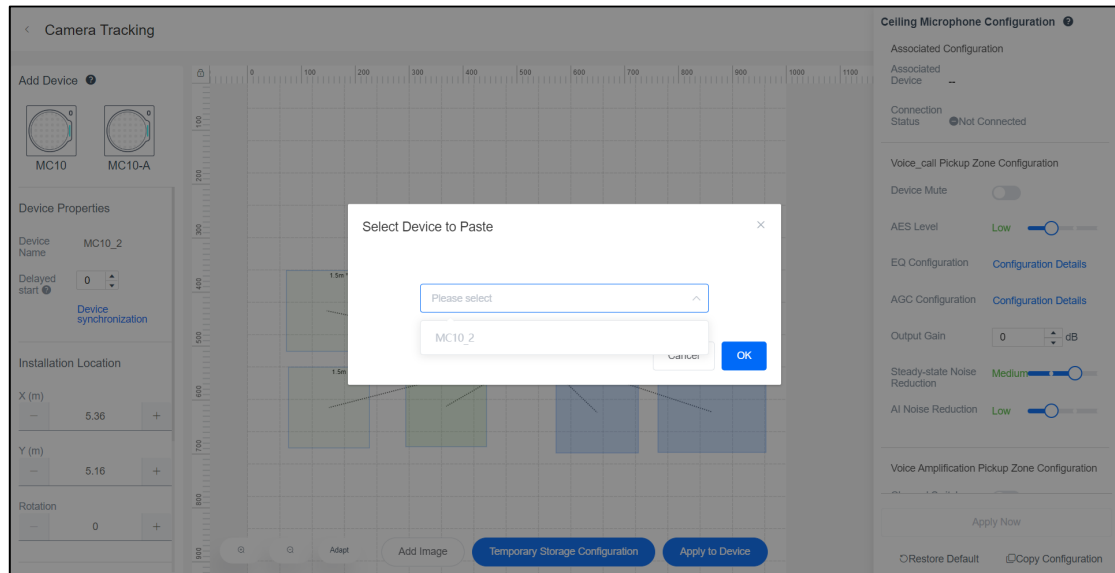 Camera Tracking
Add Device
MC10
MC10-A
Device Properties
Device Name
MC10_2
Delayed start
0
Device synchronization
Installation Location
X (m)
5.36
Y (m)
5.16
Rotation
0
0 100 200 300 400 500 600 700 800 900 1000 1100
100
200
300
400
500
600
700
800
900
1.5m
1.5m
Select Device to Paste
Please select
MC10_2
Cancel
OK
Adapt
Add Image
Temporary Storage Configuration
Apply to Device
Ceiling Microphone Configuration
Associated Configuration
Associated Device
--
Connection Status
Not Connected
Voice_call Pickup Zone Configuration
Device Mute
AES Level
Low
EQ Configuration
Configuration Details
AGC Configuration
Configuration Details
Output Gain
0
dB
Steady-state Noise Reduction
Medium
AI Noise Reduction
Low
Voice Amplification Pickup Zone Configuration
Apply Now
Restore Default
Copy Configuration